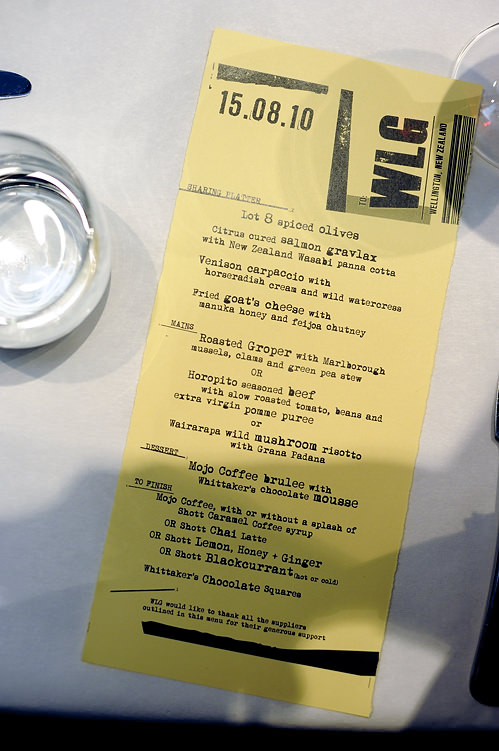 15.08.10
TO:
WLG
WELLINGTON, NEW ZEALAND
SHARING PLATTER
Lot 8 spiced olives
Citrus cured salmon gravlax
with New Zealand Wasabi panna cotta
Venison carpaccio with
horseradish cream and wild watercress
Fried goat's cheese with
manuka honey and feijoa chutney
MAINS
Roasted Groper with Marlborough
mussels, clams and green pea stew
OR
Horopito seasoned beef
with slow roasted tomato, beans and
extra virgin pomme puree
or
Wairarapa wild mushroom risotto
with Grana Padana
DESSERT
Mojo Coffee brulee with
Whittaker's chocolate mousse
TO FINISH
Mojo Coffee, with or without a splash of
Shott Caramel Coffee syrup
OR Shott Chai Latte
OR Shott Lemon, Honey + Ginger
OR Shott Blackcurrant (hot or cold)
Whittaker's Chocolate Squares
WLG would like to thank all the suppliers
outlined in this menu for their generous support